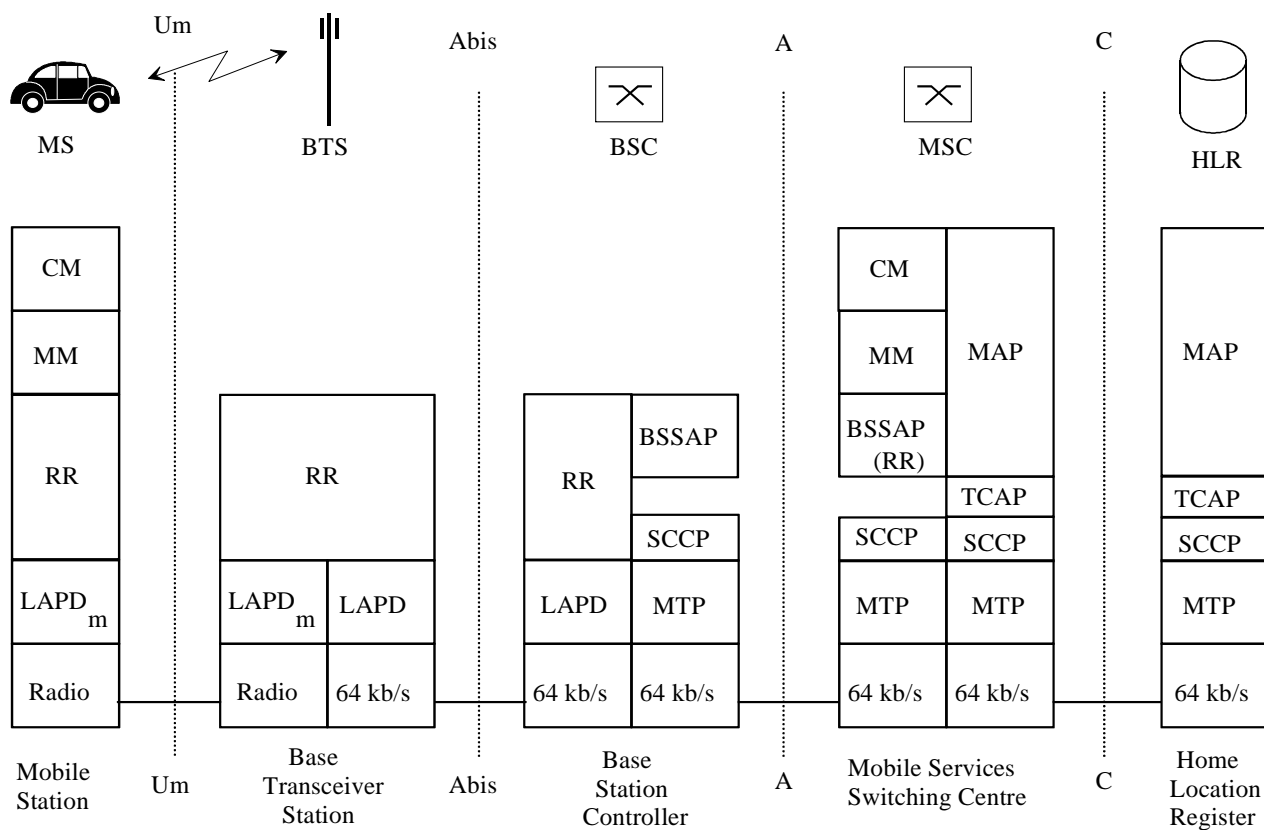 Um
Abis
A
C
MS
BTS
BSC
MSC
HLR
CM
CM
MM
MM
MAP
MAP
BSSAP
BSSAP
(RR)
RR
RR
RR
TCAP
TCAP
SCCP
SCCP
SCCP
SCCP
LAPDm
LAPDm
LAPD
LAPD
MTP
MTP
MTP
MTP
Radio
Radio
64 kb/s
64 kb/s
64 kb/s
64 kb/s
64 kb/s
64 kb/s
Mobile
Station
Um
Base
Transceiver
Station
Abis
Base
Station
Controller
A
Mobile Services
Switching Centre
C
Home
Location
Register